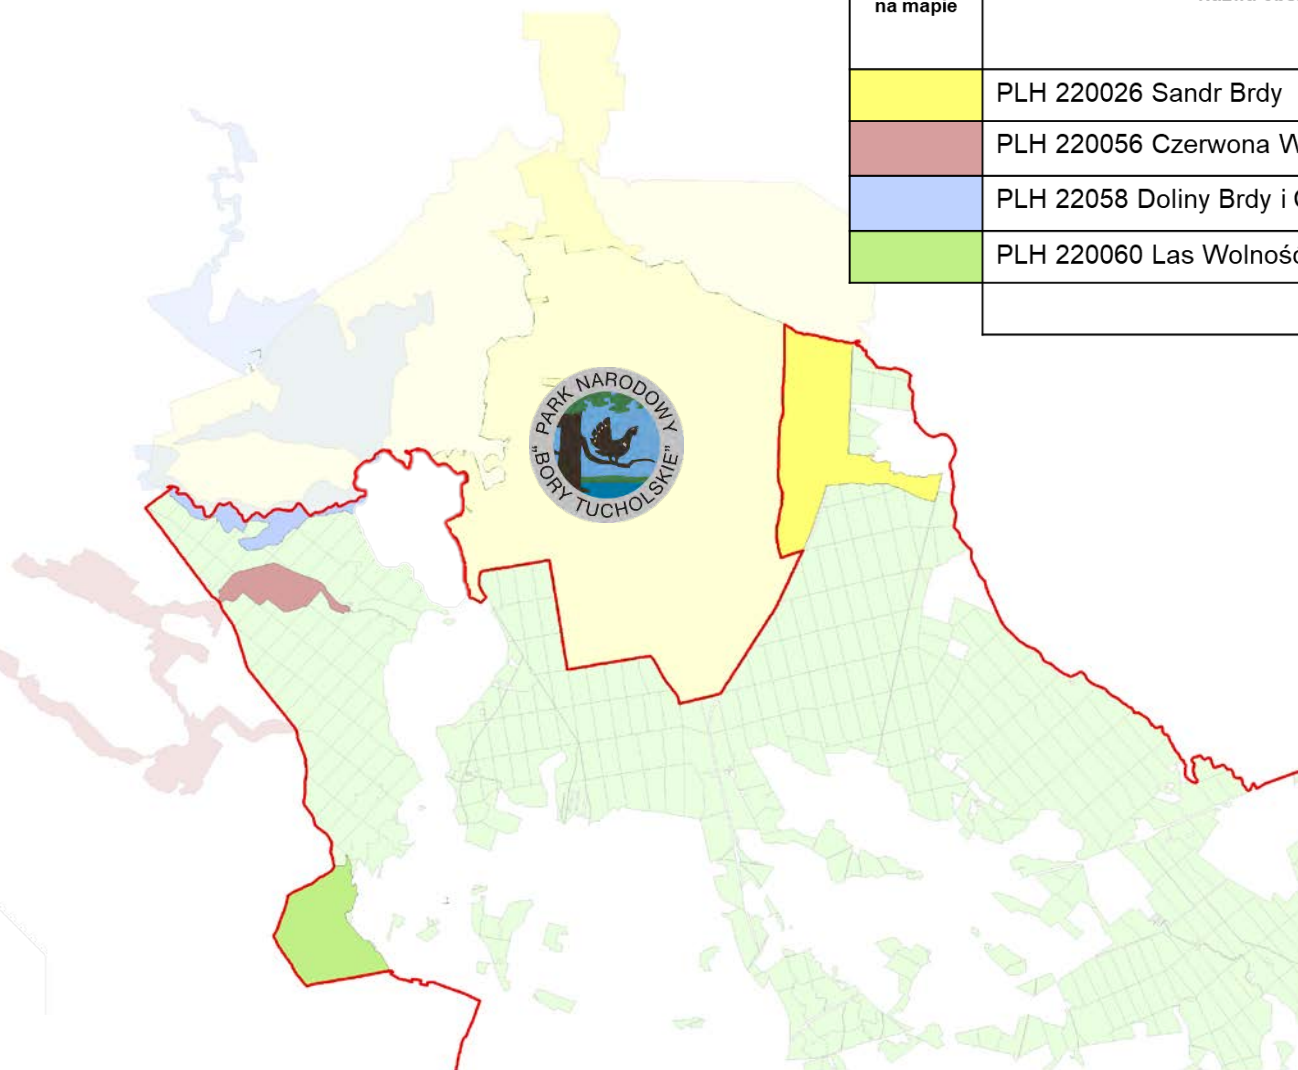 na mapie
PLH 220026 Sandr Brdy
PLH 220056 Czerwona W
PLH 22058 Doliny Brdy i
PLH 220060 Las Wolnoś
PARK NARODOWY
„BORY TUCHOLSKIE”